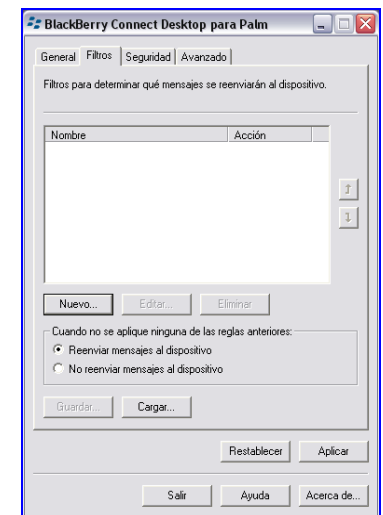 BlackBerry Connect Desktop para Palm
General Filtros Seguridad Avanzado
Filtros para determinar qué mensajes se reenviarán al dispositivo.
Nombre Acción
Nuevo... Editar... Eliminar
Cuando no se aplique ninguna de las reglas anteriores:
Reenviar mensajes al dispositivo
No reenviar mensajes al dispositivo
Guardar... Cargar...
Restablecer Aplicar
Salir Ayuda Acerca de...